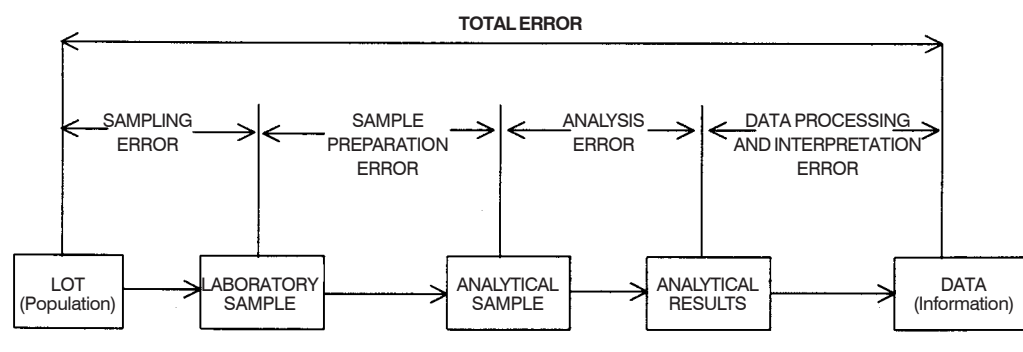 TOTAL ERROR
SAMPLING
ERROR
SAMPLE
PREPARATION
ERROR
ANALYSIS
ERROR
DATA PROCESSING
AND INTERPRETATION
ERROR
LOT
(Population)
LABORATORY
SAMPLE
ANALYTICAL
SAMPLE
ANALYTICAL
RESULTS
DATA
(Information)